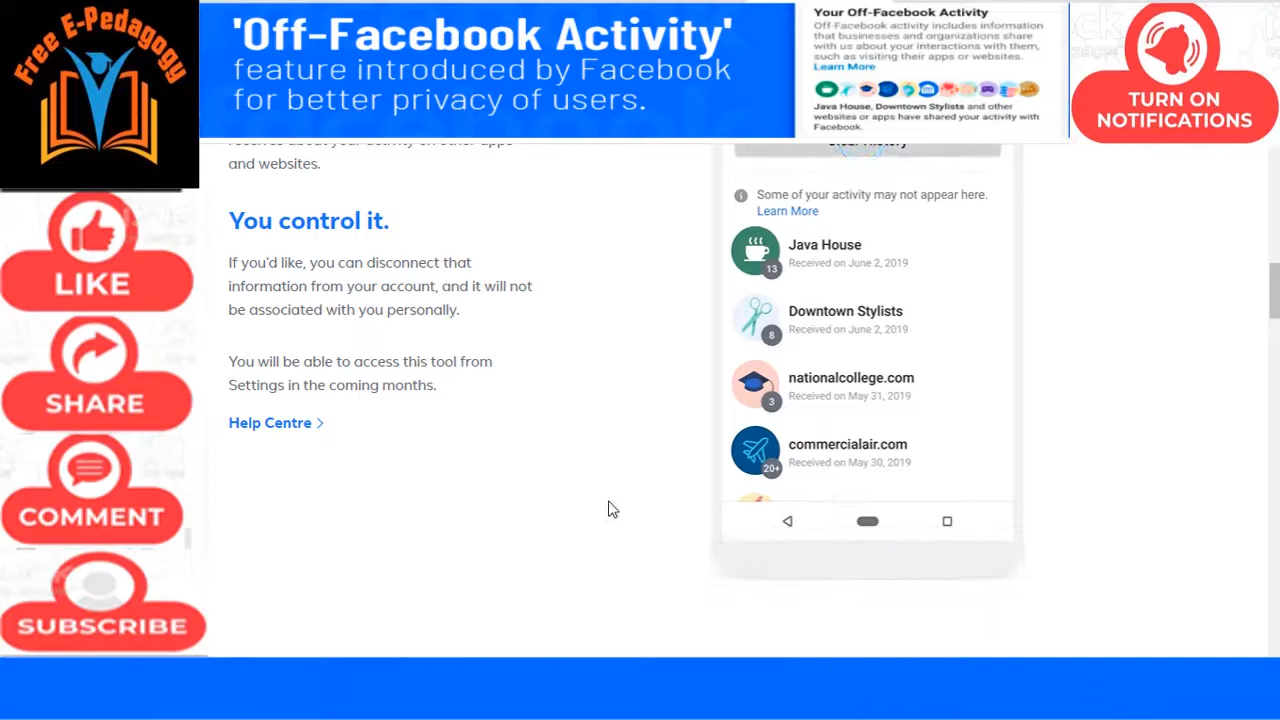 Free E-Pedagogy
'Off-Facebook Activity'
feature introduced by Facebook
for better privacy of users.
Your Off-Facebook Activity
Off-Facebook activity includes information
that businesses and organizations share
with us about your interactions with them,
such as visiting their apps or websites.
Learn More
Java House, Downtown Stylists and other
websites or apps have shared your activity with
Facebook.
TURN ON
NOTIFICATIONS
and websites.
You control it.
If you'd like, you can disconnect that
information from your account, and it will not
be associated with you personally.
You will be able to access this tool from
Settings in the coming months.
Help Centre >
Some of your activity may not appear here.
Learn More
Java House
13
Received on June 2, 2019
Downtown Stylists
8
Received on June 2, 2019
nationalcollege.com
3
Received on May 31, 2019
commercialair.com
20+
Received on May 30, 2019
LIKE
SHARE
COMMENT
SUBSCRIBE